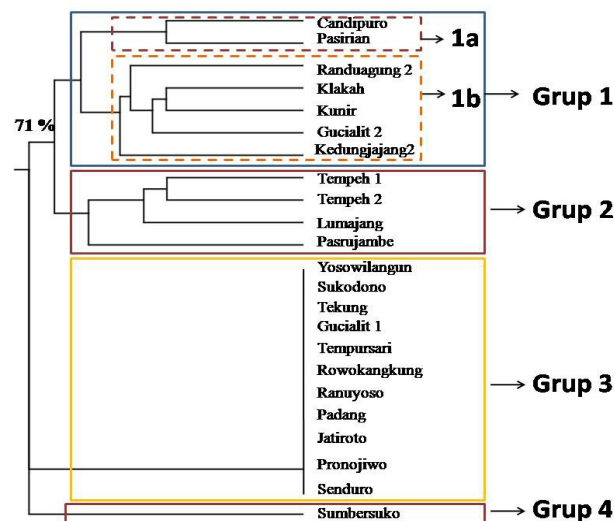 Candipuro
Pasirian
1a
Randuagung 2
Klakah
1b
Grup 1
Kunir
71 %
Gucialit 2
Kedungjajang2
Tempeh 1
Tempeh 2
Grup 2
Lumajang
Pasrujambe
Yosowilangun
Sukodono
Tekung
Gucialit 1
Tempursari
Rowokangkung
Grup 3
Ranuyoso
Padang
Jatiroto
Pronojiwo
Senduro
Sumbersuko
Grup 4